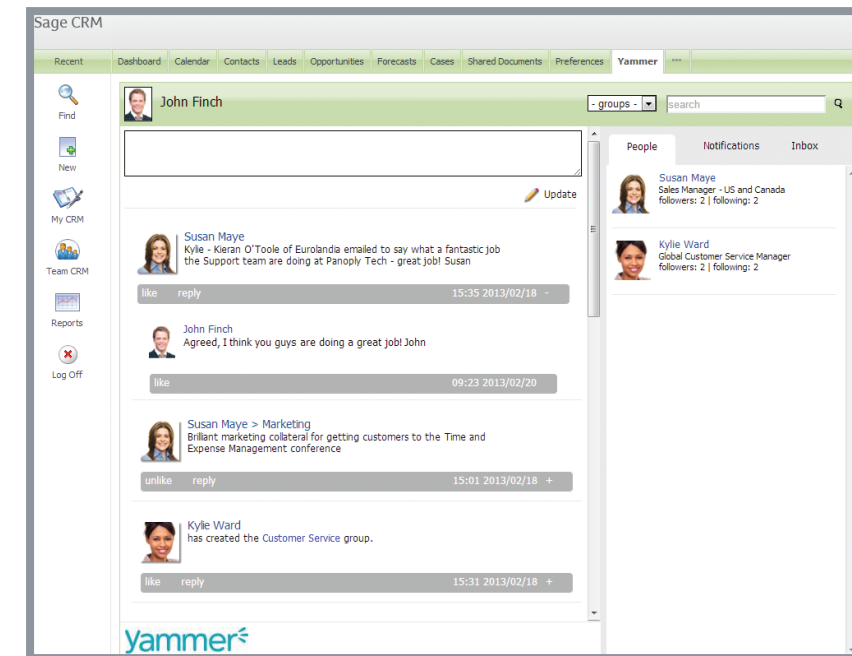 Sage CRM
Recent
Dashboard Calendar Contacts Leads Opportunities Forecasts Cases Shared Documents Preferences Yammer ...
Find
New
My CRM
Team CRM
Reports
Log Off
John Finch
- groups - search
Update
Susan Maye
Kylie - Kieran O'Toole of Eurolandia emailed to say what a fantastic job
the Support team are doing at Panoply Tech - great job! Susan
like reply 15:35 2013/02/18 -
John Finch
Agreed, I think you guys are doing a great job! John
like 09:23 2013/02/20
Susan Maye > Marketing
Brilliant marketing collateral for getting customers to the Time and
Expense Management conference
unlike reply 15:01 2013/02/18 +
Kylie Ward
has created the Customer Service group.
like reply 15:31 2013/02/18 +
yammer
People Notifications Inbox
Susan Maye
Sales Manager - US and Canada
followers: 2 | following: 2
Kylie Ward
Global Customer Service Manager
followers: 2 | following: 2